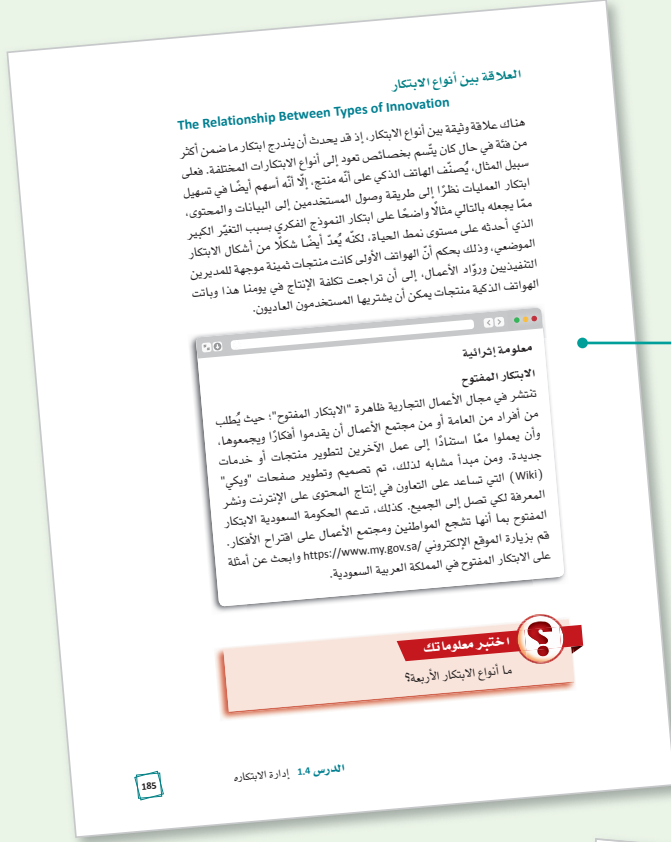 العلاقة بين أنواع الابتكار
The Relationship Between Types of Innovation
هناك علاقة وثيقة بين أنواع الابتكار، إذ قد يحدث أن يندرج ابتكار ما ضمن أكثر
من فئة في حال كان يتّسم بخصائص تعود إلى أنواع الابتكارات المختلفة. فعلى
سبيل المثال، يُصنّف الهاتف الذكي على أنّه منتج، إلّا أنّه أسهم أيضًا في تسهيل
ابتكار العمليات نظرًا إلى طريقة وصول المستخدمين إلى البيانات والمحتوى،
ممّا يجعله بالتالي مثالًا واضحًا على ابتكار النموذج الفكري بسبب التغيّر الكبير
الذي أحدثه على مستوى نمط الحياة، لكنّه يُعدّ أيضًا شكلًا من أشكال الابتكار
الموضعي، وذلك بحكم أنّ الهواتف الأولى كانت منتجات ثمينة موجهة للمديرين
التنفيذيين وروّاد الأعمال، إلى أن تراجعت تكلفة الإنتاج في يومنا هذا وباتت
الهواتف الذكية منتجات يمكن أن يشتريها المستخدمون العاديون.
معلومة إثرائية
الابتكار المفتوح
تنتشر في مجال الأعمال التجارية ظاهرة "الابتكار المفتوح"؛ حيث يُطلب
من أفراد من العامة أو من مجتمع الأعمال أن يقدموا أفكارًا ويجمعوها،
وأن يعملوا معًا استنادًا إلى عمل الآخرين لتطوير منتجات أو خدمات
جديدة. ومن مبدأ مشابه لذلك، تم تصميم وتطوير صفحات "ويكي"
(Wiki) التي تساعد على التعاون في إنتاج المحتوى على الإنترنت ونشر
المعرفة لكي تصل إلى الجميع. كذلك، تدعم الحكومة السعودية الابتكار
المفتوح بما أنها تشجع المواطنين ومجتمع الأعمال على اقتراح الأفكار.
قم بزيارة الموقع الإلكتروني https://www.my.gov.sa/ وابحث عن أمثلة
على الابتكار المفتوح في المملكة العربية السعودية.
اختبر معلوماتك
ما أنواع الابتكار الأربعة؟
الدرس 1.4 إدارة الابتكاره
185